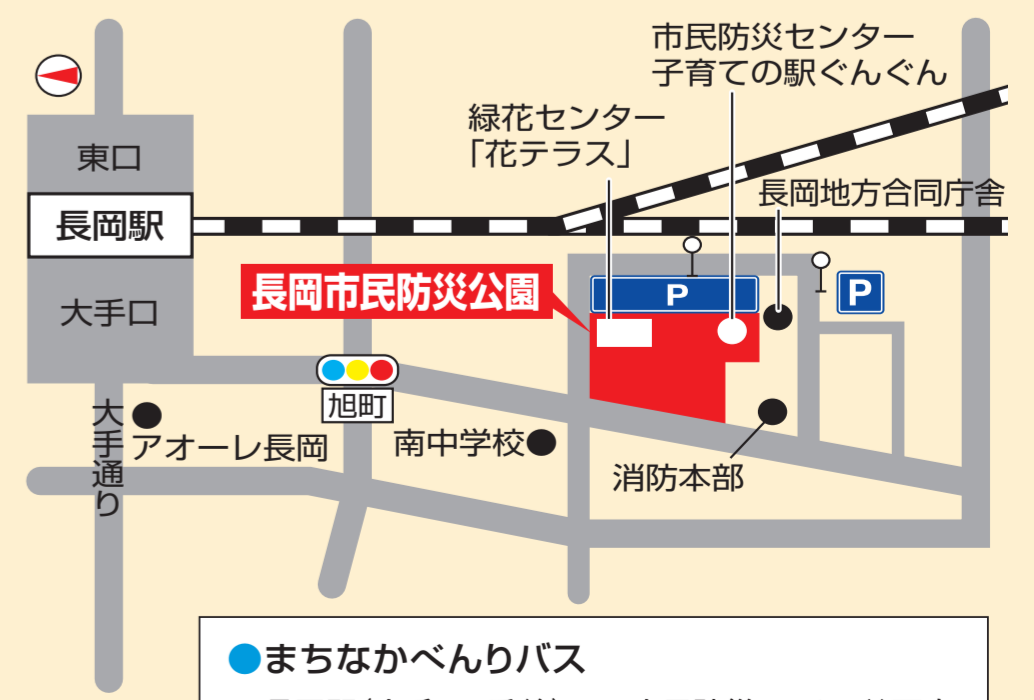 市民防災センター
子育ての駅ぐんぐん
緑花センター
「花テラス」
東口
長岡駅
長岡地方合同庁舎
大手口
長岡市民防災公園
P
P
旭町
大手通り
アオーレ長岡
南中学校
消防本部
●まちなかべんりバス